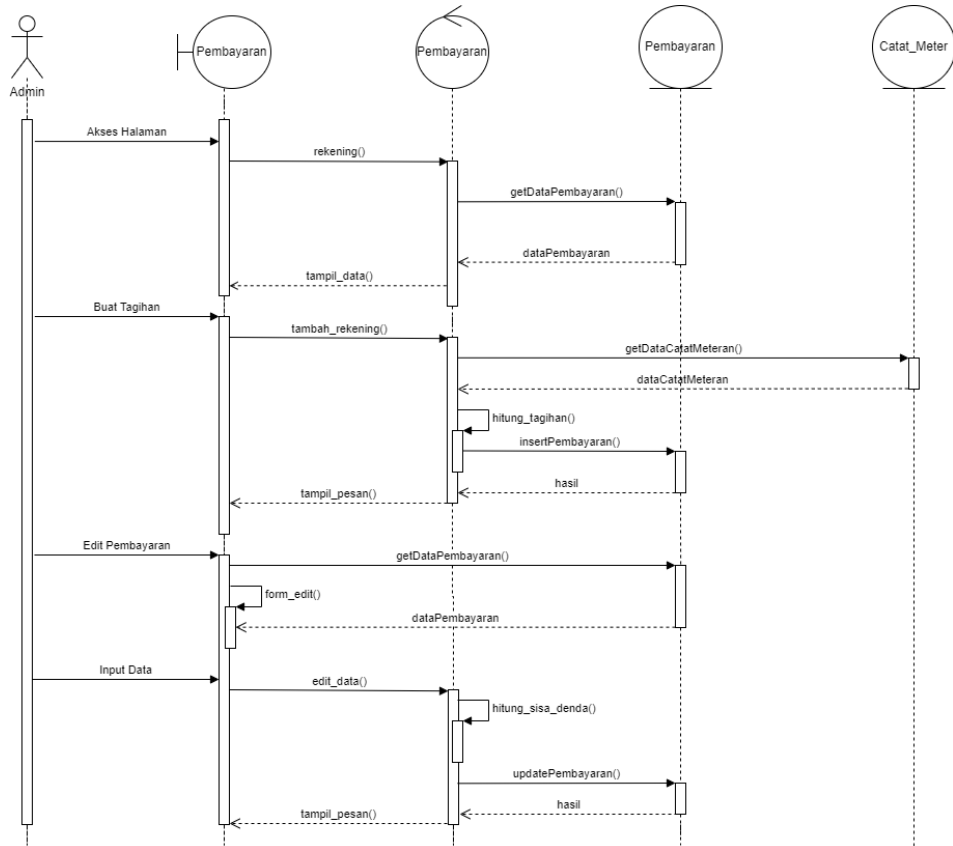 Admin
Pembayaran
Pembayaran
Pembayaran
Catat_Meter
Akses Halaman
rekening()
getDataPembayaran()
dataPembayaran
tampil_data()
Buat Tagihan
tambah_rekening()
getDataCatatMeteran()
dataCatatMeteran
hitung_tagihan()
insertPembayaran()
hasil
tampil_pesan()
Edit Pembayaran
getDataPembayaran()
form_edit()
dataPembayaran
Input Data
edit_data()
hitung_sisa_denda()
updatePembayaran()
hasil
tampil_pesan()